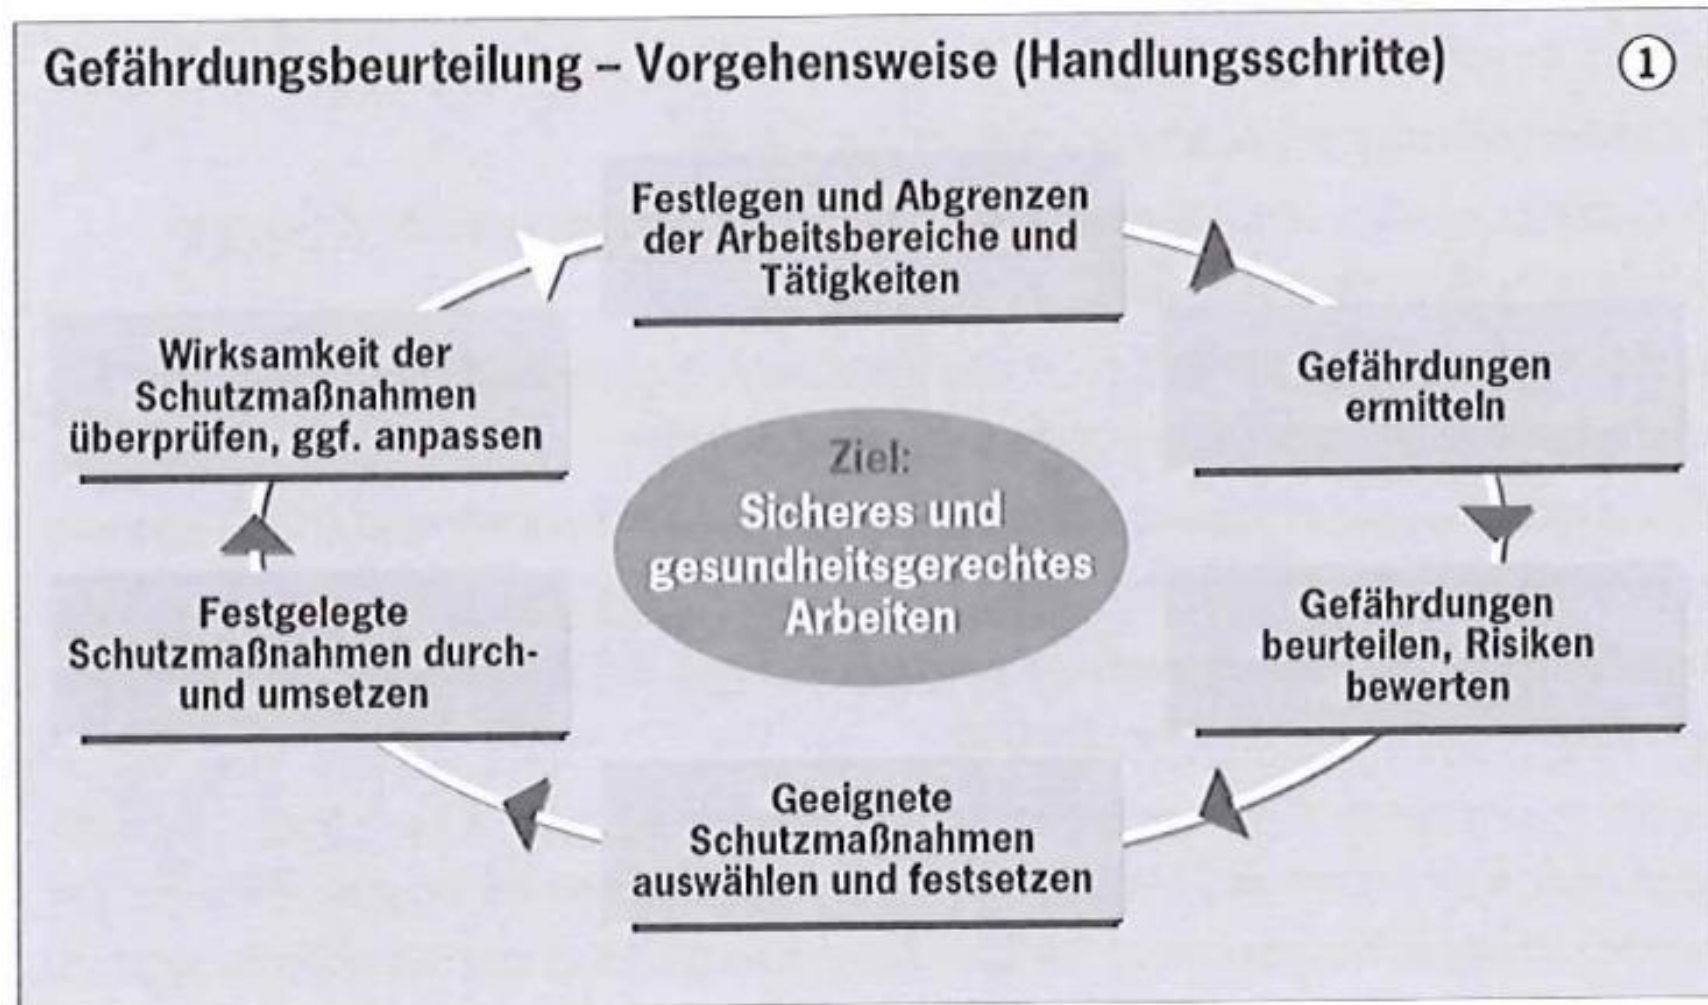 Gefährdungsbeurteilung – Vorgehensweise (Handlungsschritte)
①
Festlegen und Abgrenzen
der Arbeitsbereiche und
Tätigkeiten
Gefährdungen
ermitteln
Gefährdungen
beurteilen, Risiken
bewerten
Geeignete
Schutzmaßnahmen
auswählen und festsetzen
Festgelegte
Schutzmaßnahmen durch-
und umsetzen
Wirksamkeit der
Schutzmaßnahmen
überprüfen, ggf. anpassen
Ziel:
Sicheres und
gesundheitsgerechtes
Arbeiten